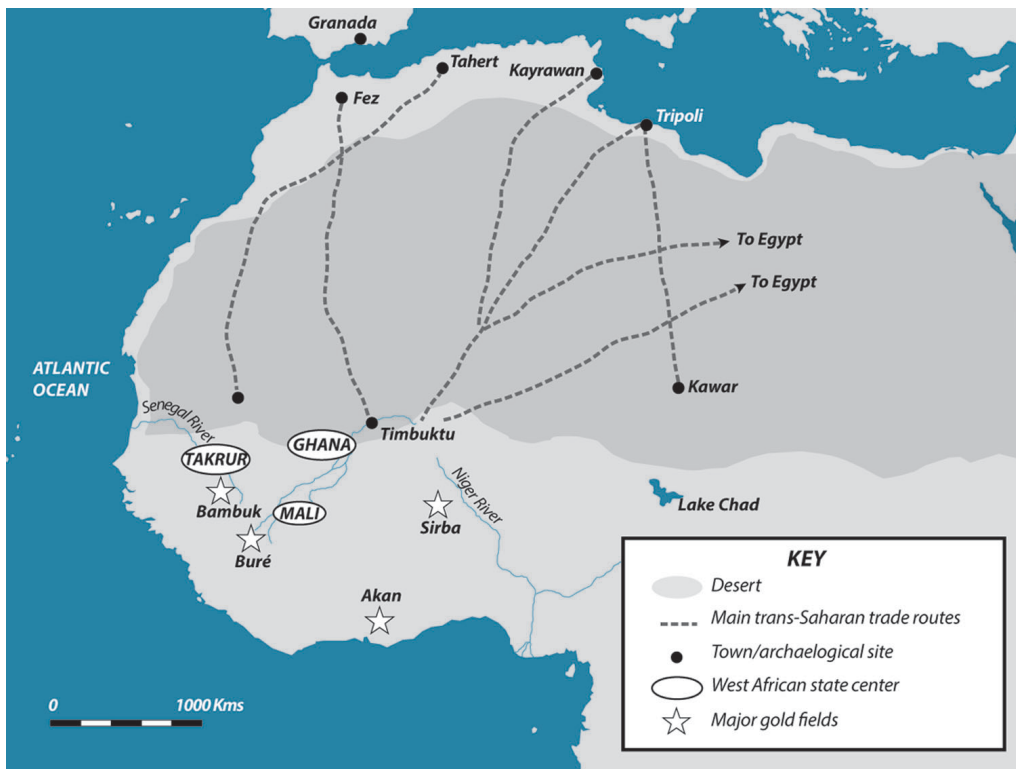 Granada
Tahert
Kayrawan
Fez
Tripoli
To Egypt
To Egypt
ATLANTIC
OCEAN
Kawar
Senegal River
Timbuktu
GHANA
TAKRUR
Niger River
Lake Chad
Bambuk
MALI
Sirba
Buré
Akan
KEY
Desert
Main trans-Saharan trade routes
Town/archaelogical site
West African state center
Major gold fields
0 1000 Kms